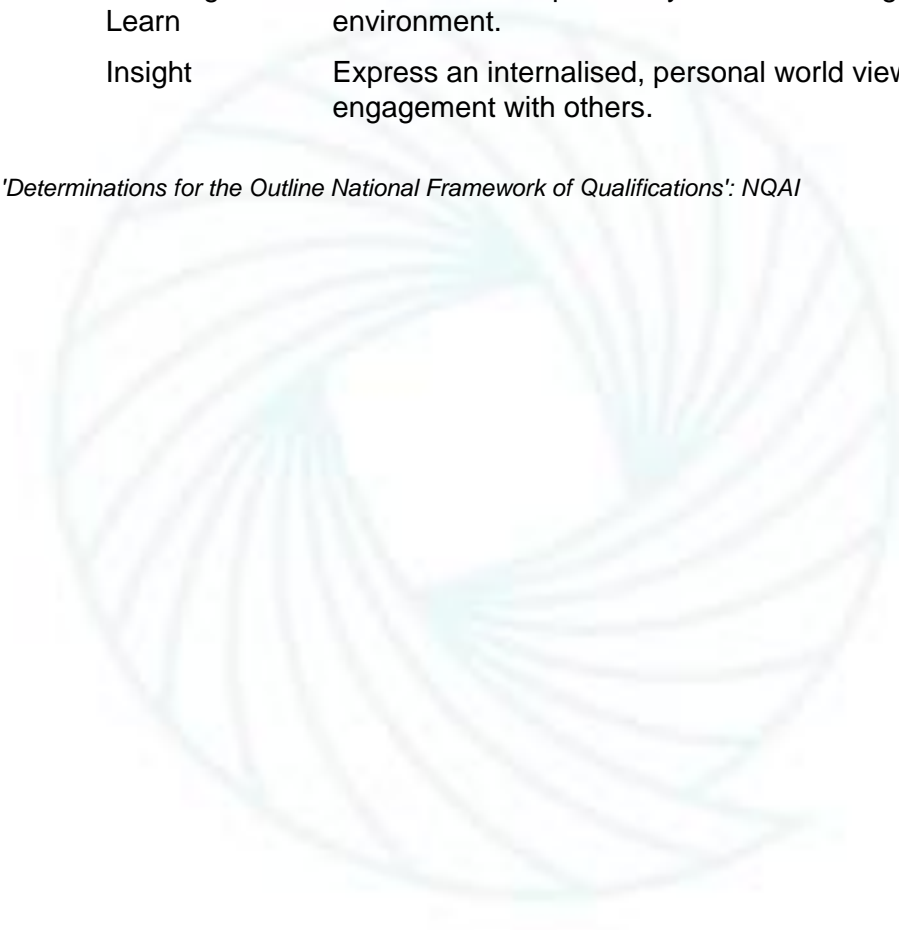 Learn environment.
Insight Express an internalised, personal world view
engagement with others.
'Determinations for the Outline National Framework of Qualifications': NQAI